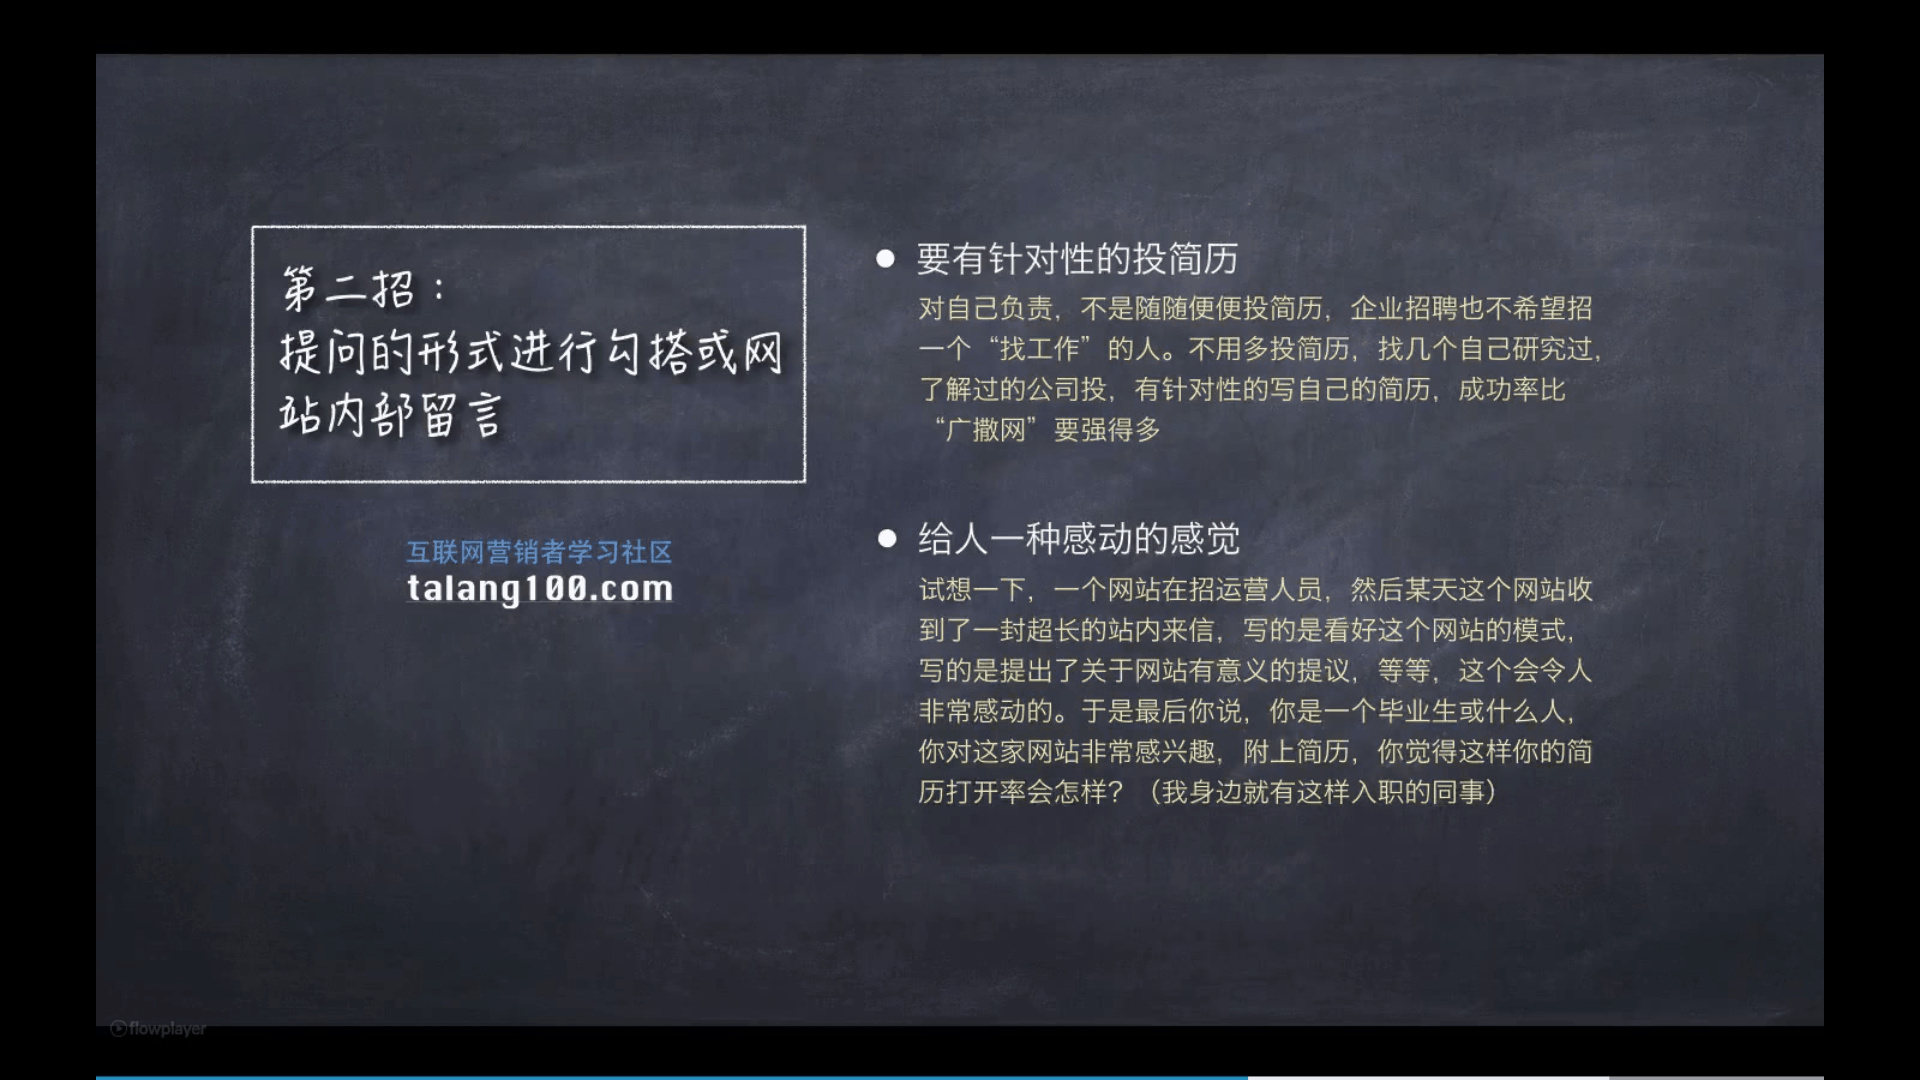 第二招：
提问的形式进行勾搭或网
站内部留言
互联网营销者学习社区
talang100.com
要有针对性的投简历
对自己负责，不是随随便便投简历，企业招聘也不希望招
一个“找工作”的人。不用多投简历，找几个自己研究过，
了解过的公司投，有针对性的写自己的简历，成功率比
“广撒网”要强得多
给人一种感动的感觉
试想一下，一个网站在招运营人员，然后某天这个网站收
到了一封超长的站内来信，写的是看好这个网站的模式，
写的是提出了关于网站有意义的提议，等等，这个会令人
非常感动的。于是最后你说，你是一个毕业生或什么人，
你对这家网站非常感兴趣，附上简历，你觉得这样你的简
历打开率会怎样？（我身边就有这样入职的同事）
flowplayer